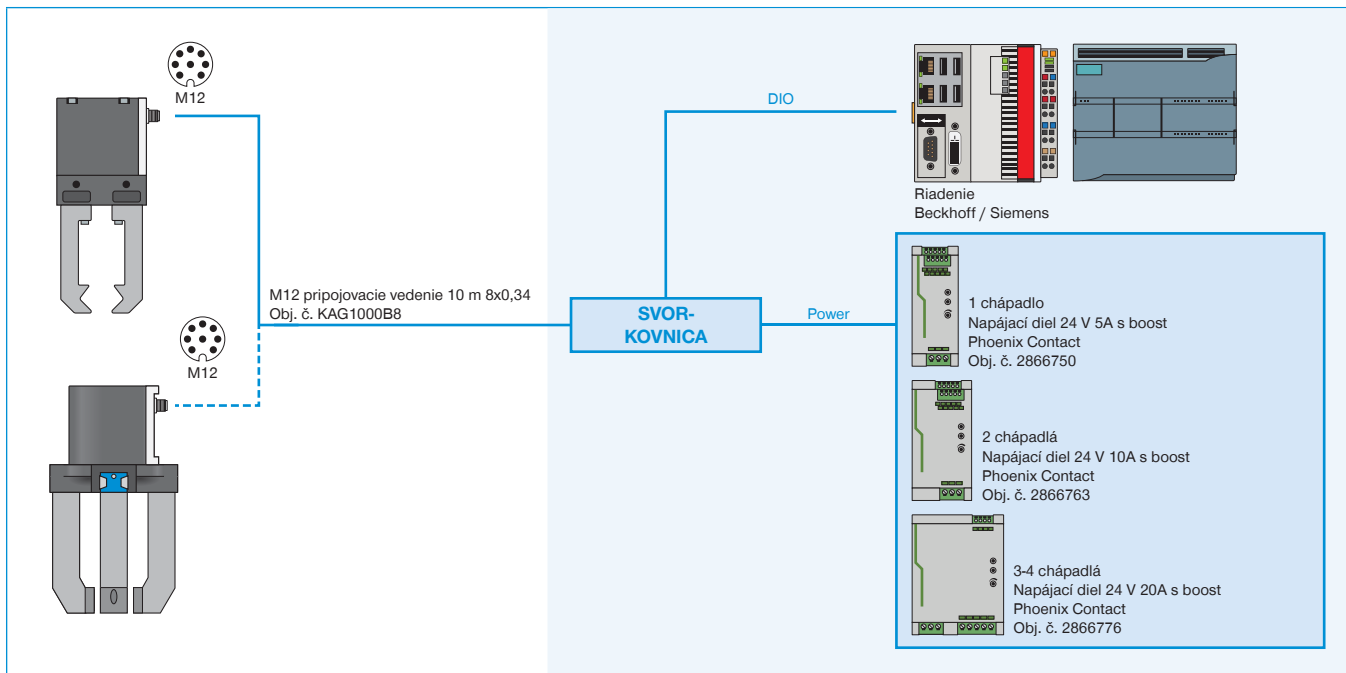 M12
DIO
Riadenie
Beckhoff / Siemens
M12 pripojovacie vedenie 10 m 8x0,34
Obj. č. KAG1000B8
SVOR-
KOVNICA
Power
M12
1 chápadlo
Napájací diel 24 V 5A s boost
Phoenix Contact
Obj. č. 2866750
2 chápadlá
Napájací diel 24 V 10A s boost
Phoenix Contact
Obj. č. 2866763
3-4 chápadlá
Napájací diel 24 V 20A s boost
Phoenix Contact
Obj. č. 2866776